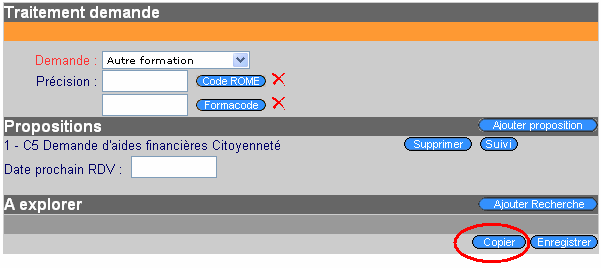 Traitement demande
Demande : Autre formation
Précision : Code ROME
Formacode
Propositions Ajouter proposition
1 - C5 Demande d'aides financières Citoyenneté Supprimer Suivi
Date prochain RDV :
A explorer Ajouter Recherche
Copier Enregistrer